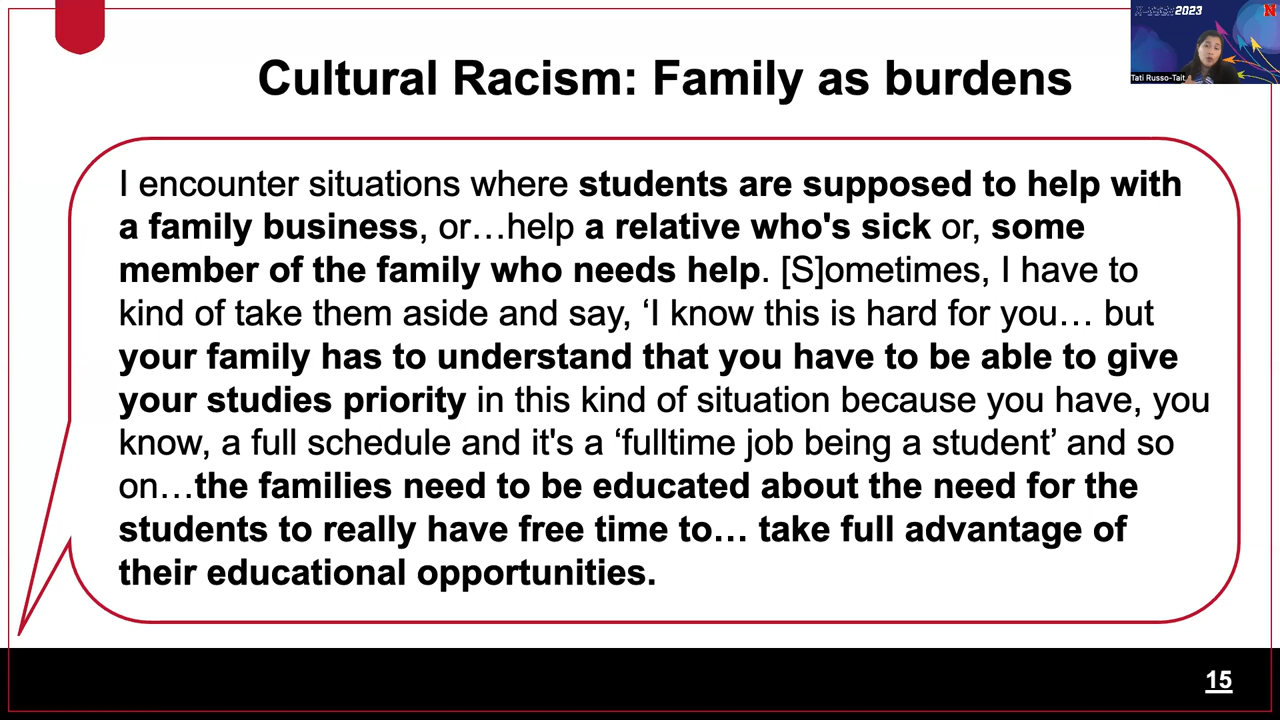 2023
N
Tati Russo-Tait
Cultural Racism: Family as burdens
I encounter situations where students are supposed to help with
a family business, or…help a relative who's sick or, some
member of the family who needs help. [S]ometimes, I have to
kind of take them aside and say, ‘I know this is hard for you… but
your family has to understand that you have to be able to give
your studies priority in this kind of situation because you have, you
know, a full schedule and it's a ‘fulltime job being a student’ and so
on…the families need to be educated about the need for the
students to really have free time to… take full advantage of
their educational opportunities.
15